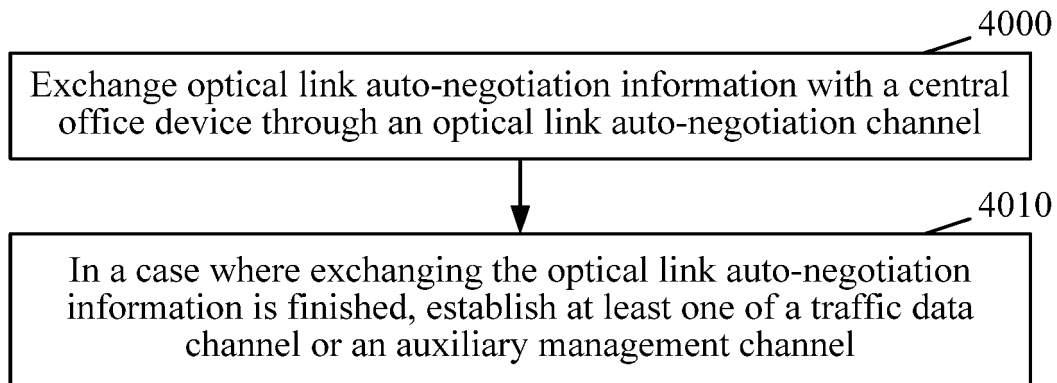 4000
Exchange optical link auto-negotiation information with a central
office device through an optical link auto-negotiation channel
4010
In a case where exchanging the optical link auto-negotiation
information is finished, establish at least one of a traffic data
channel or an auxiliary management channel